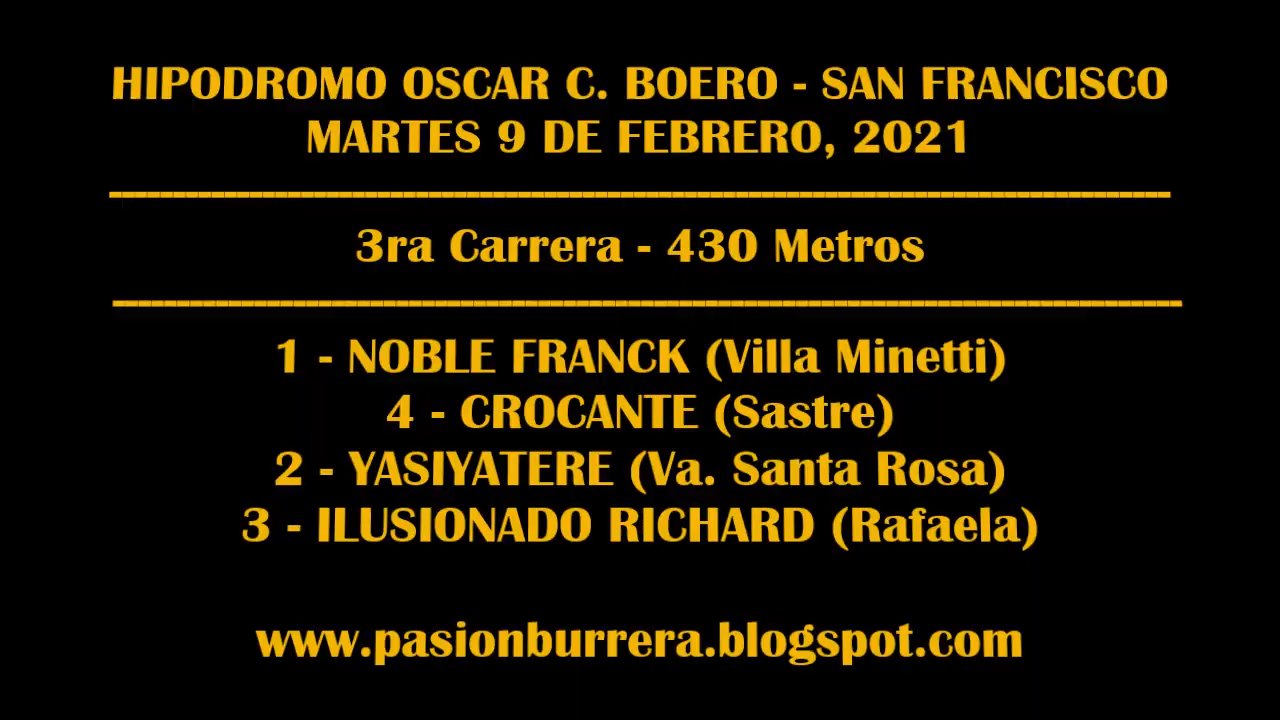 HIPODROMO OSCAR C. BOERO - SAN FRANCISCO
MARTES 9 DE FEBRERO, 2021
3ra Carrera - 430 Metros
1 - NOBLE FRANCK (Villa Minetti)
4 - CROCANTE (Sastre)
2 - YASIYATERE (Va. Santa Rosa)
3 - ILUSIONADO RICHARD (Rafaela)
www.pasionburrera.blogspot.com